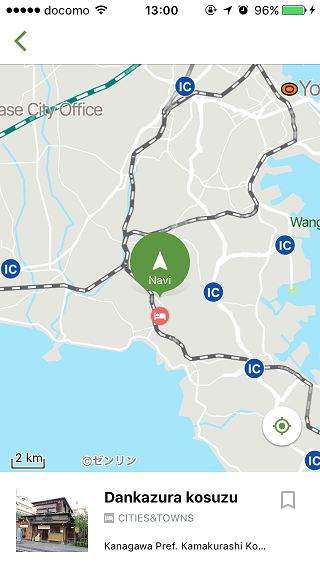 docomo 13:00 96%
IC
Yo
ase City Office
Wang
IC
IC
Navi
IC
IC
IC
2 km
©ゼンリン
Dankazura kosuzu
CITIES&TOWNS
Kanagawa Pref. Kamakurashi Ko...